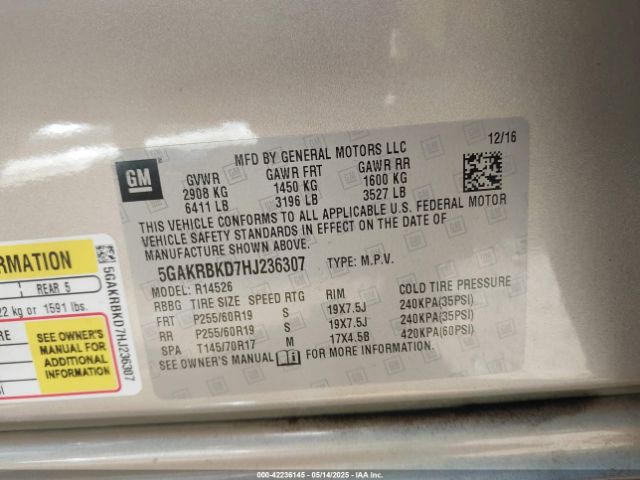 GM
MFD BY GENERAL MOTORS LLC
12/16
GVWR GAWR FRT GAWR RR
2908 KG 1450 KG 1600 KG
6411 LB 3196 LB 3527 LB
THIS VEHICLE CONFORMS TO ALL APPLICABLE U.S. FEDERAL MOTOR
VEHICLE SAFETY STANDARDS IN EFFECT ON THE DATE OF
MANUFACTURE SHOWN ABOVE.
5GAKRBKD7HJ236307 TYPE: M.P.V.
MODEL: R14526
RBBG TIRE SIZE SPEED RTG RIM COLD TIRE PRESSURE
FRT P255/60R19 S 19X7.5J 240KPA(35PSI)
RR P255/60R19 S 19X7.5J 240KPA(35PSI)
SPA T145/70R17 M 17X4.5B 420KPA(60PSI)
SEE OWNER'S MANUAL FOR MORE INFORMATION.
ORMATION
REAR 5
22 kg or 1591 lbs.
SEE OWNER'S
MANUAL FOR
ADDITIONAL
INFORMATION
5GAKRBKD7HJ236307
000-42236145 - 05/14/2025 - IAASC